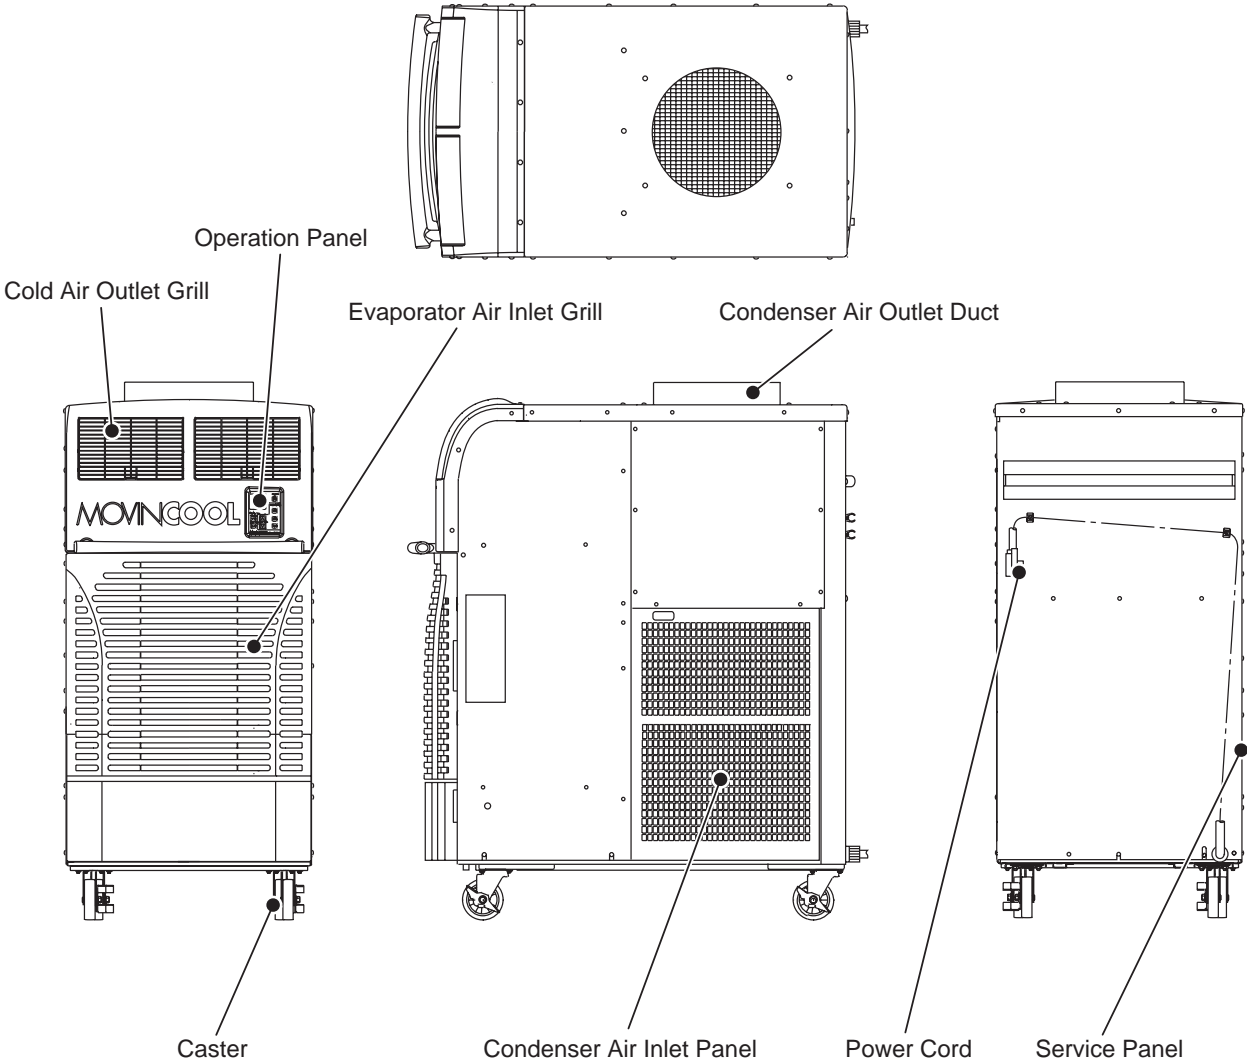 Operation Panel
Cold Air Outlet Grill
Evaporator Air Inlet Grill
Condenser Air Outlet Duct
MOVINCOOL
Caster
Condenser Air Inlet Panel
Power Cord
Service Panel